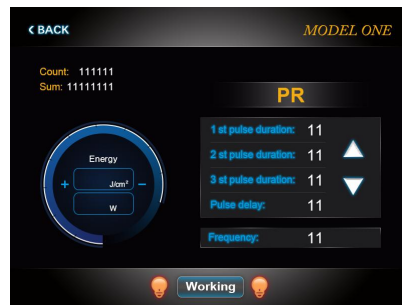 < BACK
MODEL ONE
Count: 111111
Sum: 11111111
PR
Energy
+
J/cm²
−
W
1 st pulse duration: 11
2 st pulse duration: 11
3 st pulse duration: 11
Pulse delay: 11
Frequency: 11
Working